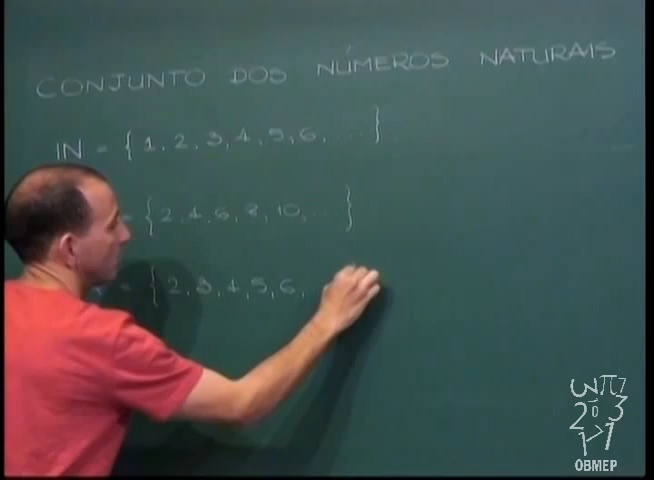 CONJUNTO DOS NÚMEROS NATURAIS
IN = { 1, 2, 3, 4, 5, 6, ... }
= { 2, 4, 6, 8, 10, ... }
= { 2, 3, 4, 5, 6,
OBMEP